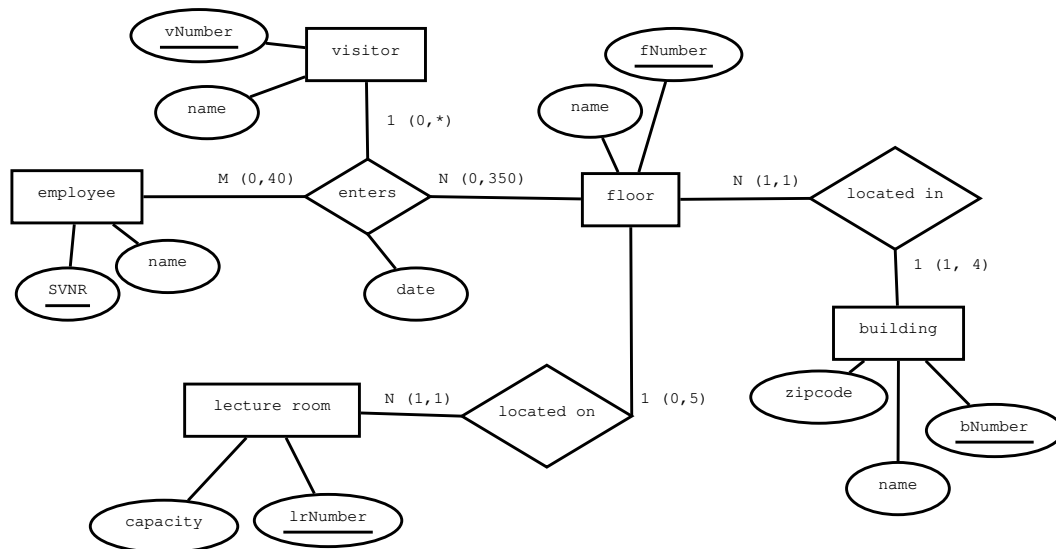 vNumber
visitor
fNumber
name
name
1 (0,*)
employee
M (0,40)
enters
N (0,350)
floor
N (1,1)
located in
name
SVNR
date
1 (1, 4)
building
zipcode
lecture room
N (1,1)
located on
1 (0,5)
bNumber
name
capacity
lrNumber